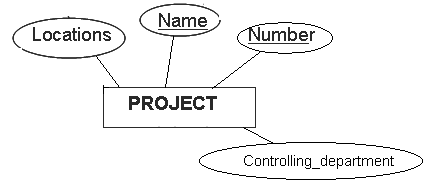 Name
Locations
Number
PROJECT
Controlling_department